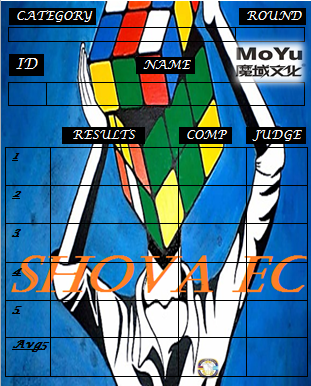 CATEGORY ROUND
MoYu
魔域文化
ID NAME
RESULTS COMP JUDGE
1
2
3
SHOVA EC
4
5
Avg5